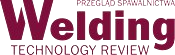 PRZEGLĄD SPAWALNICTWA
Welding
TECHNOLOGY REVIEW